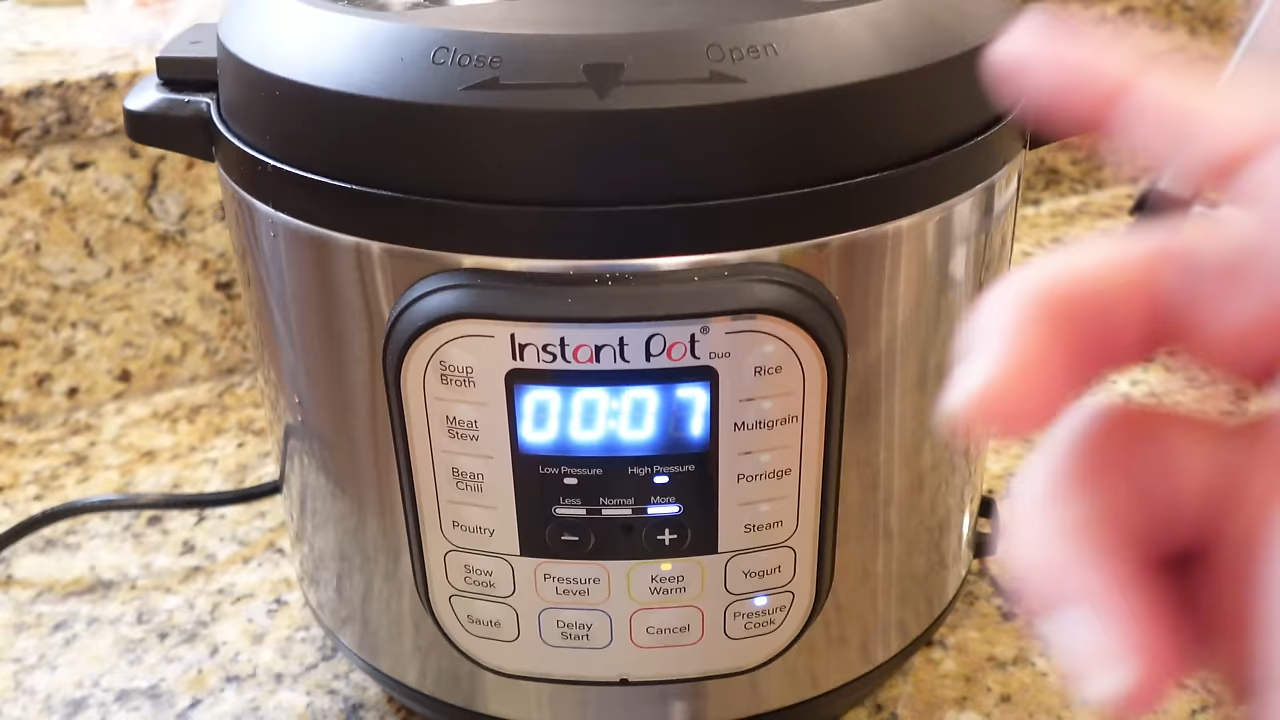 Close Open
Instant Pot® Duo
Soup
Broth
Meat
Stew
Bean
Chili
Poultry
00:07
Low Pressure High Pressure
Less Normal More
− +
Rice
Multigrain
Porridge
Steam
Slow
Cook
Pressure
Level
Keep
Warm
Yogurt
Sauté
Delay
Start
Cancel
Pressure
Cook